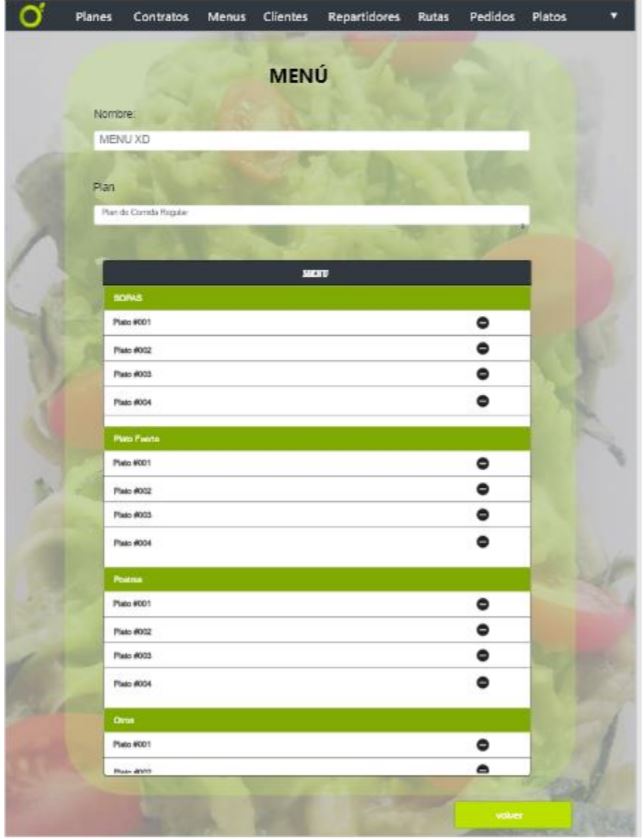 Planes Contratos Menus Clientes Repartidores Rutas Pedidos Platos
MENÚ
Nombre:
MENU XD
Plan
Plan de Comida Regular
MENU
SOPAS
Plato #001
Plato #002
Plato #003
Plato #004
Plato Fuerte
Plato #001
Plato #002
Plato #003
Plato #004
Postres
Plato #001
Plato #002
Plato #003
Plato #004
Otros
Plato #001
Plato #002
volver